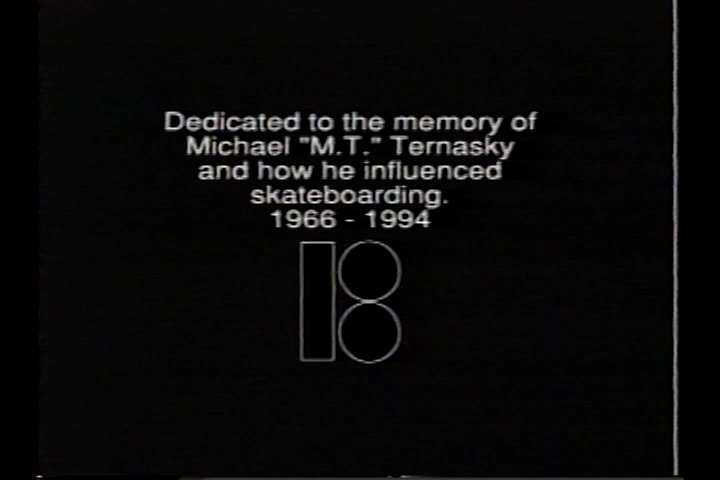 Dedicated to the memory of
Michael "M.T." Ternasky
and how he influenced
skateboarding.
1966 - 1994